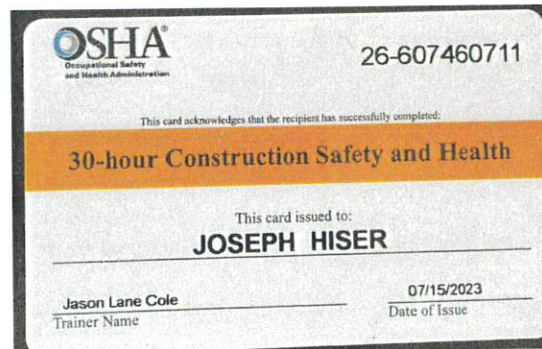 OSHA®
Occupational Safety
and Health Administration
26-607460711
This card acknowledges that the recipient has successfully completed:
30-hour Construction Safety and Health
This card issued to:
JOSEPH HISER
Jason Lane Cole
Trainer Name
07/15/2023
Date of Issue